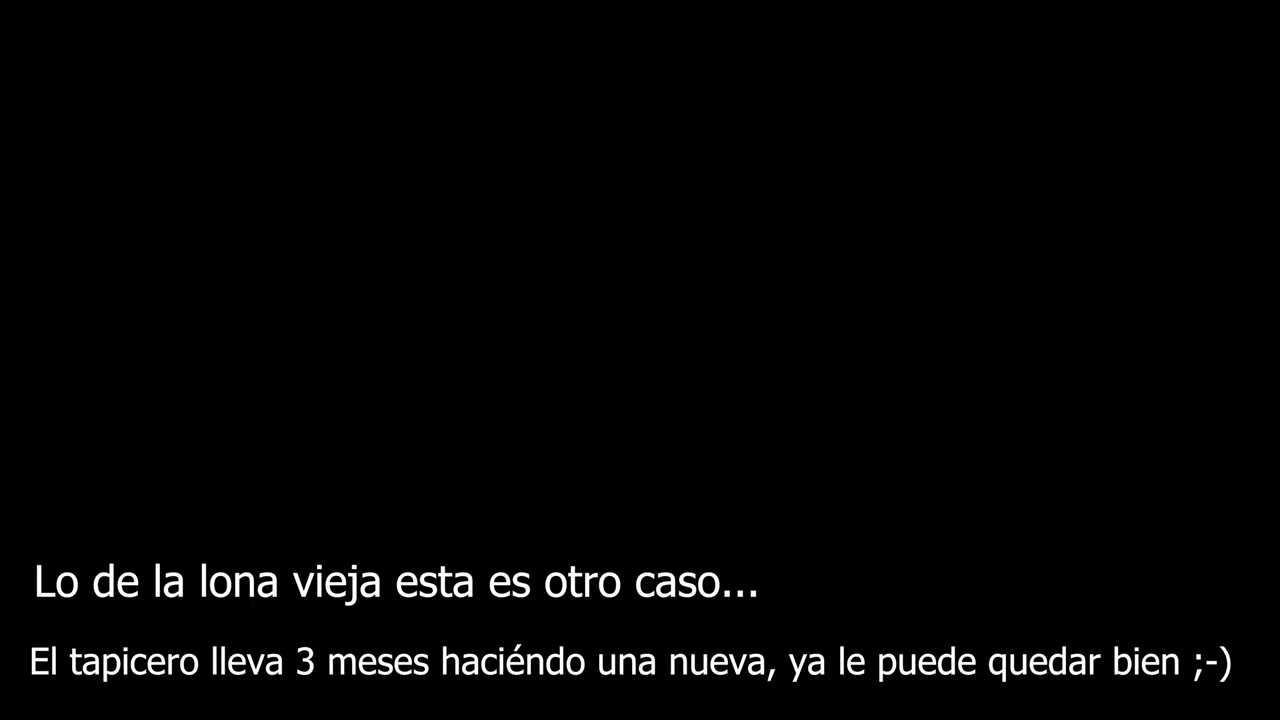 Lo de la lona vieja esta es otro caso...
El tapicero lleva 3 meses haciéndo una nueva, ya le puede quedar bien ;-)